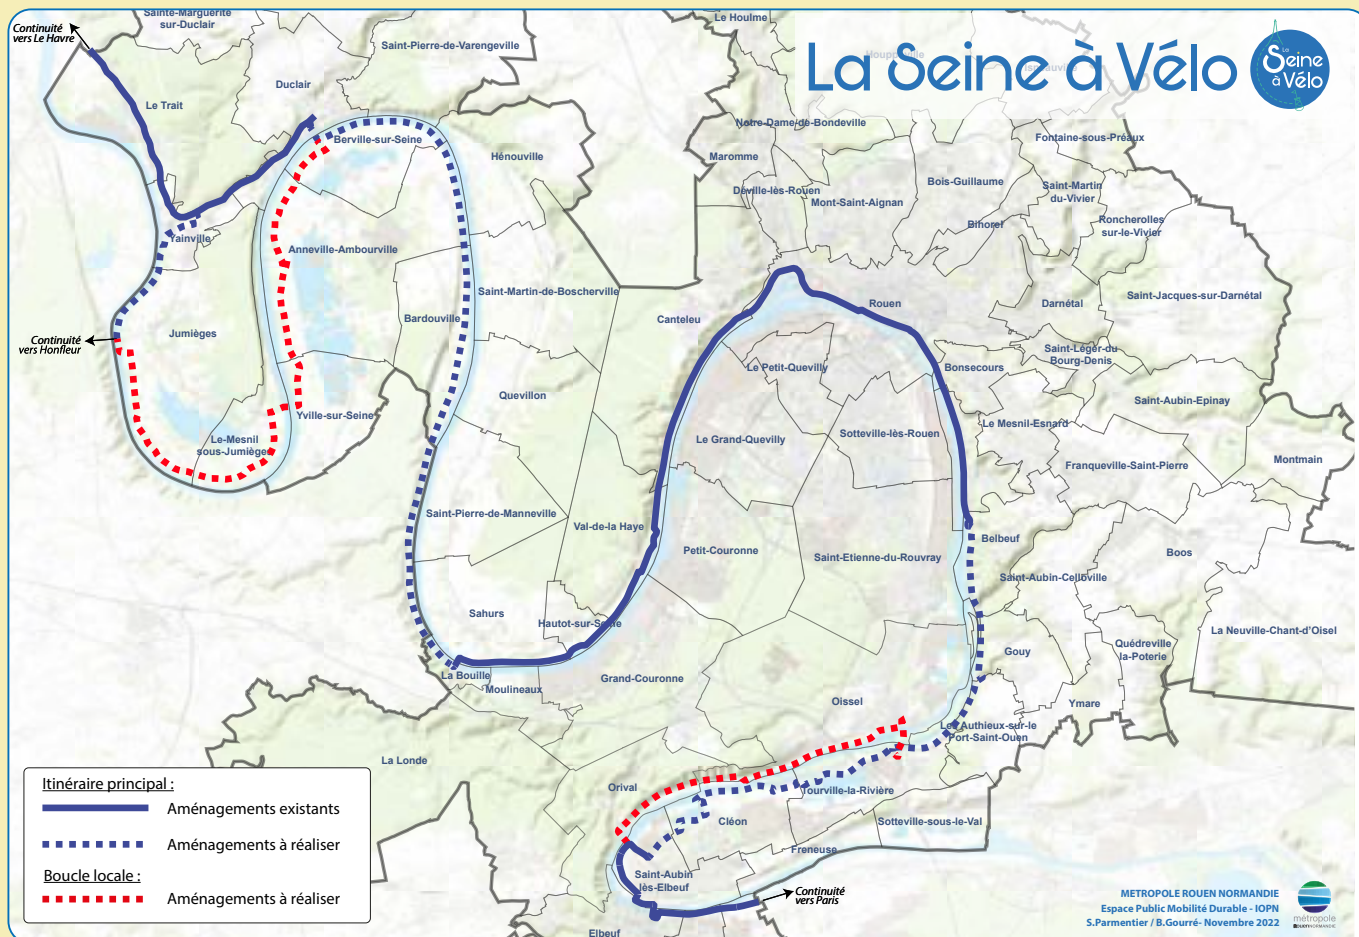 Continuité
vers Le Havre
Sainte-Marguerite
sur-Duclair
Saint-Pierre-de-Varengeville
Le Houlme
La Seine à Vélo
La
Seine
à
Vélo
Duclair
Le Trait
Berville-sur-Seine
Hénouville
Notre-Dame-de-Bondeville
Maromme
Fontaine-sous-Préaux
Bois-Guillaume
Déville-lès-Rouen
Mont-Saint-Aignan
Saint-Martin
du-Vivier
Roncherolles
sur-le-Vivier
Bihorel
Yainville
Anneville-Ambourville
Saint-Martin-de-Boscherville
Bardouville
Canteleu
Rouen
Darnétal
Saint-Jacques-sur-Darnétal
Jumièges
Continuité
vers Honfleur
Saint-Léger-du
Bourg-Denis
Le Petit-Quevilly
Bonsecours
Quevillon
Saint-Aubin-Epinay
Yville-sur-Seine
Le Mesnil-Esnard
Le-Mesnil
sous-Jumièges
Le Grand-Quevilly
Sotteville-lès-Rouen
Franqueville-Saint-Pierre
Montmain
Saint-Pierre-de-Manneville
Val-de-la Haye
Petit-Couronne
Saint-Etienne-du-Rouvray
Belbeuf
Boos
Saint-Aubin-Celloville
Sahurs
Hautot-sur-Seine
La Neuville-Chant-d'Oisel
Quédreville
la-Poterie
Gouy
La Bouille
Moulineaux
Grand-Couronne
Oissel
Ymare
Les Authieux-sur-le
Port-Saint-Ouen
La Londe
Orival
Tourville-la-Rivière
Cléon
Sotteville-sous-le-Val
Freneuse
Saint-Aubin
lès-Elbeuf
Continuité
vers Paris
Elbeuf
Itinéraire principal :
Aménagements existants
Aménagements à réaliser
Boucle locale :
Aménagements à réaliser
METROPOLE ROUEN NORMANDIE
Espace Public Mobilité Durable - IOPN
S.Parmentier / B.Gourré- Novembre 2022
métropole
ROUENNORMANDIE